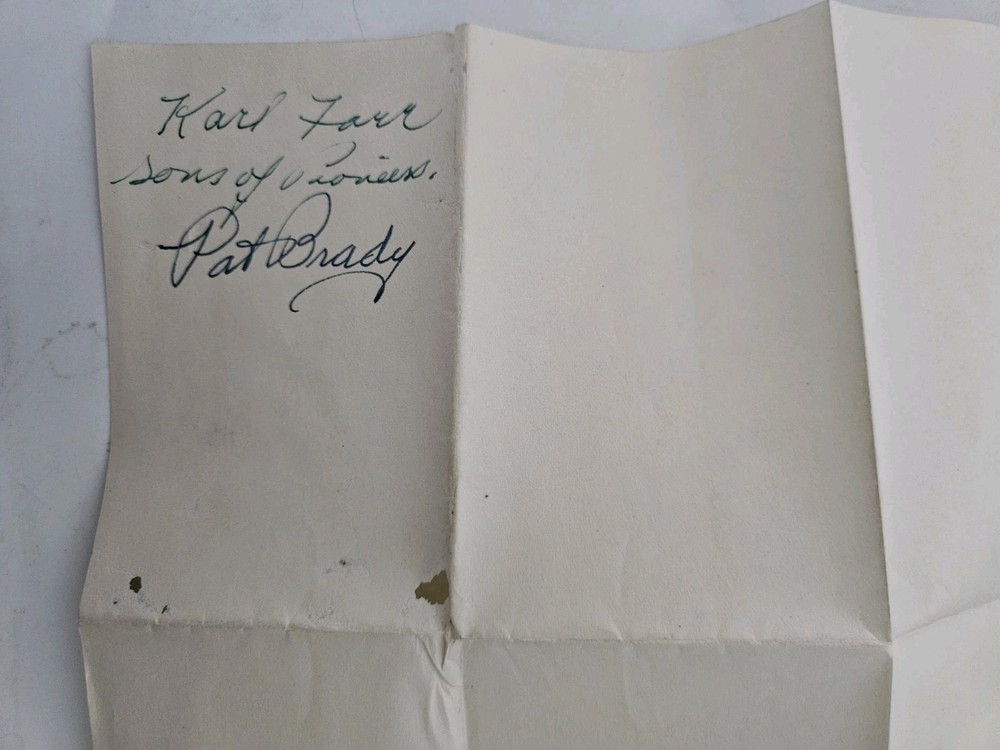 Karl Farr
Sons of Pioneers.
Pat Brady